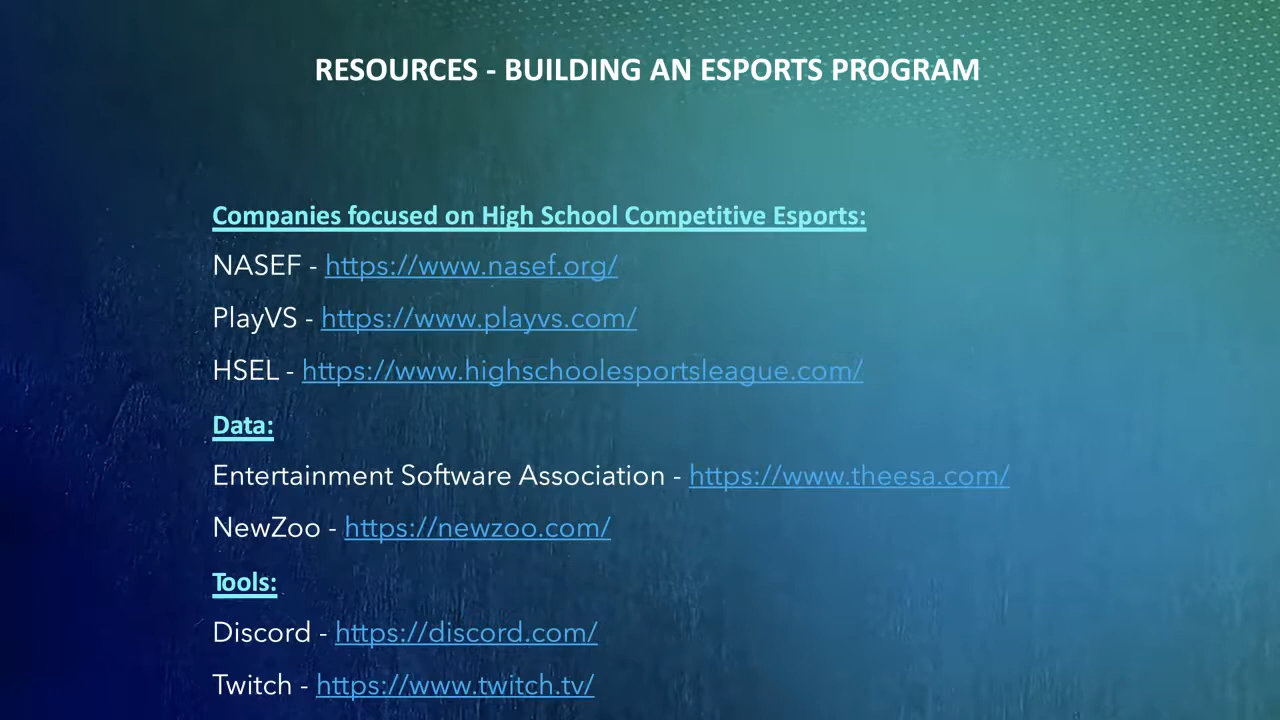 RESOURCES - BUILDING AN ESPORTS PROGRAM
Companies focused on High School Competitive Esports:
NASEF - https://www.nasef.org/
PlayVS - https://www.playvs.com/
HSEL - https://www.highschoolesportsleague.com/
Data:
Entertainment Software Association - https://www.theesa.com/
NewZoo - https://newzoo.com/
Tools:
Discord - https://discord.com/
Twitch - https://www.twitch.tv/